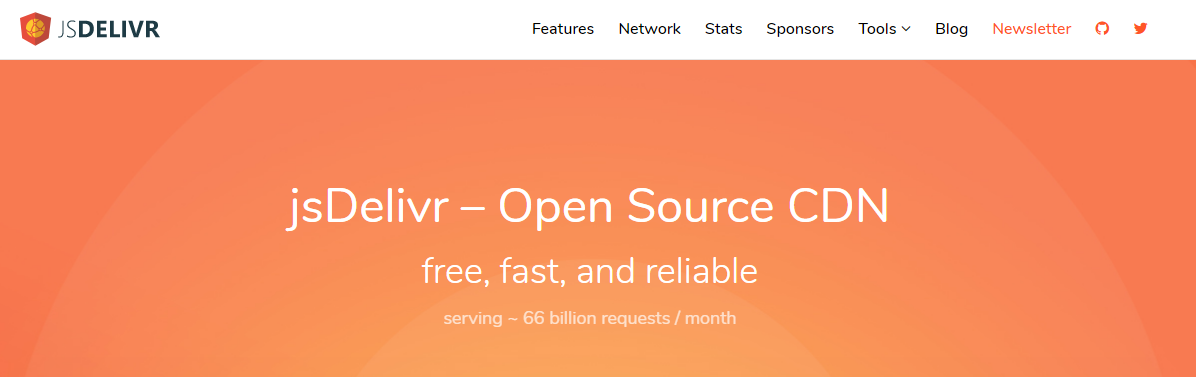 JSDELIVR
Features Network Stats Sponsors Tools Blog Newsletter
jsDelivr – Open Source CDN
free, fast, and reliable
serving ~ 66 billion requests / month